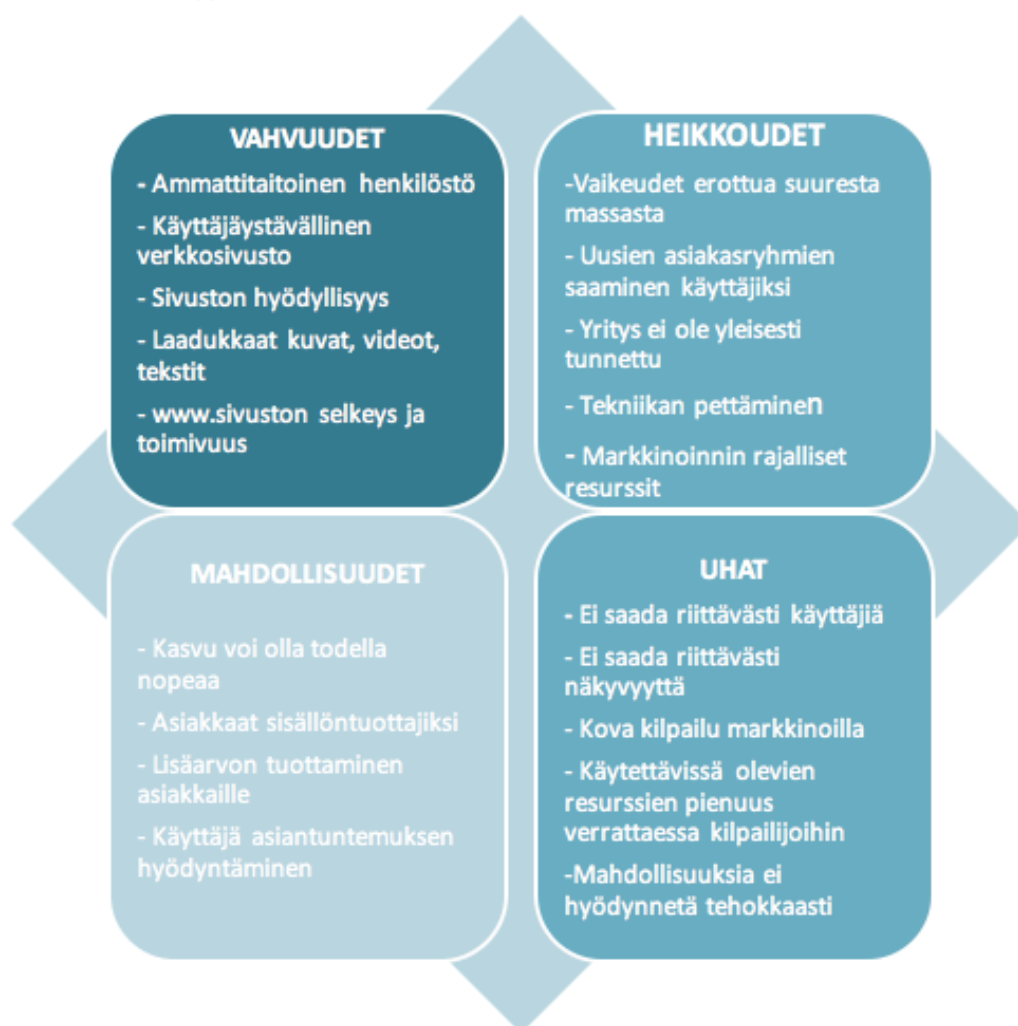 VAHVUUDET
- Ammattitaitoinen henkilöstö
- Käyttäjäystävällinen
verkkosivusto
- Sivuston hyödyllisyys
- Laadukkaat kuvat, videot,
tekstit
- www.sivuston selkeys ja
toimivuus
HEIKKOUDET
-Vaikeudet erottua suuresta
massasta
- Uusien asiakasryhmien
saaminen käyttäjiksi
- Yritys ei ole yleisesti
tunnettu
- Tekniikan pettäminen
- Markkinoinnin rajalliset
resurssit
MAHDOLLISUUDET
- Kasvu voi olla todella
nopeaa
- Asiakkaat sisällöntuottajiksi
- Lisäarvon tuottaminen
asiakkaille
- Käyttäjä asiantuntemuksen
hyödyntäminen
UHAT
- Ei saada riittävästi käyttäjiä
- Ei saada riittävästi
näkyvyyttä
- Kova kilpailu markkinoilla
- Käytettävissä olevien
resurssien pienuus
verrattaessa kilpailijoihin
-Mahdollisuuksia ei
hyödynnetä tehokkaasti